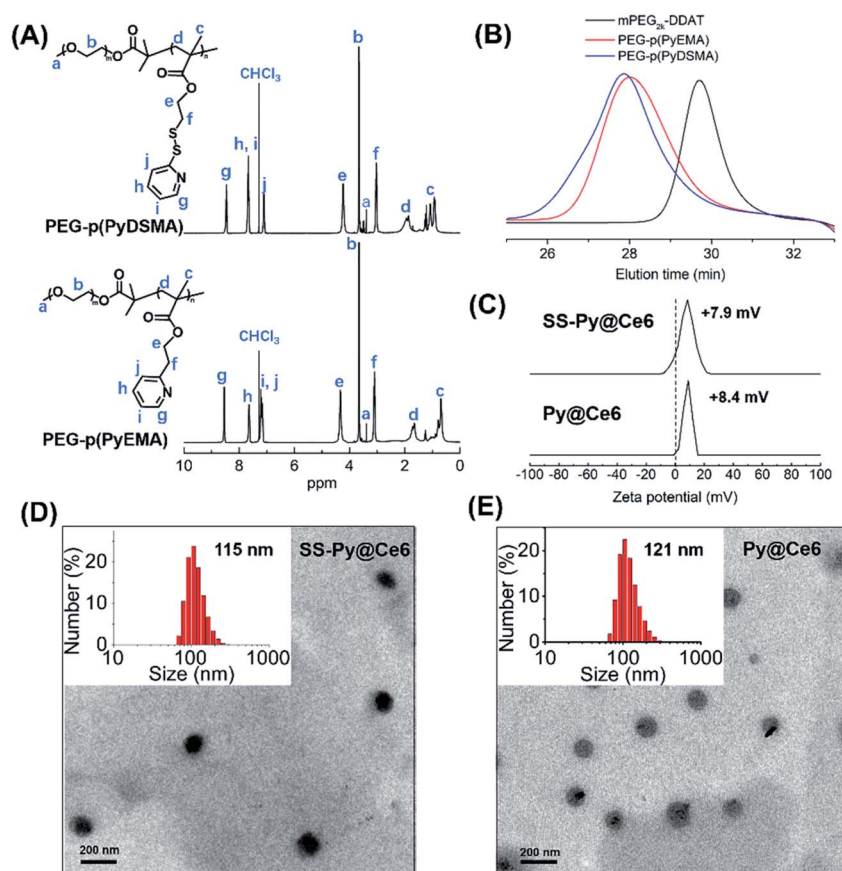 (A)
b
d
c
O
O
O
m
n
a
O
O
e
f
S
S
j
N
h
i
g
PEG-p(PyDSMA)
CHCl₃
b
h, i
g
j
e
a
f
d
c
b
d
c
O
O
O
m
n
a
O
O
e
f
j
N
h
i
g
PEG-p(PyEMA)
CHCl₃
b
g
h
i, j
e
a
f
d
c
10 8 6 4 2 0
ppm
(B)
mPEG₂ₖ-DDAT
PEG-p(PyEMA)
PEG-p(PyDSMA)
26 28 30 32
Elution time (min)
(C)
SS-Py@Ce6
+7.9 mV
Py@Ce6
+8.4 mV
-100 -80 -60 -40 -20 0 20 40 60 80 100
Zeta potential (mV)
(D)
Number (%)
20
10
0
115 nm
SS-Py@Ce6
10 100 1000
Size (nm)
200 nm
(E)
Number (%)
20
10
0
121 nm
Py@Ce6
10 100 1000
Size (nm)
200 nm